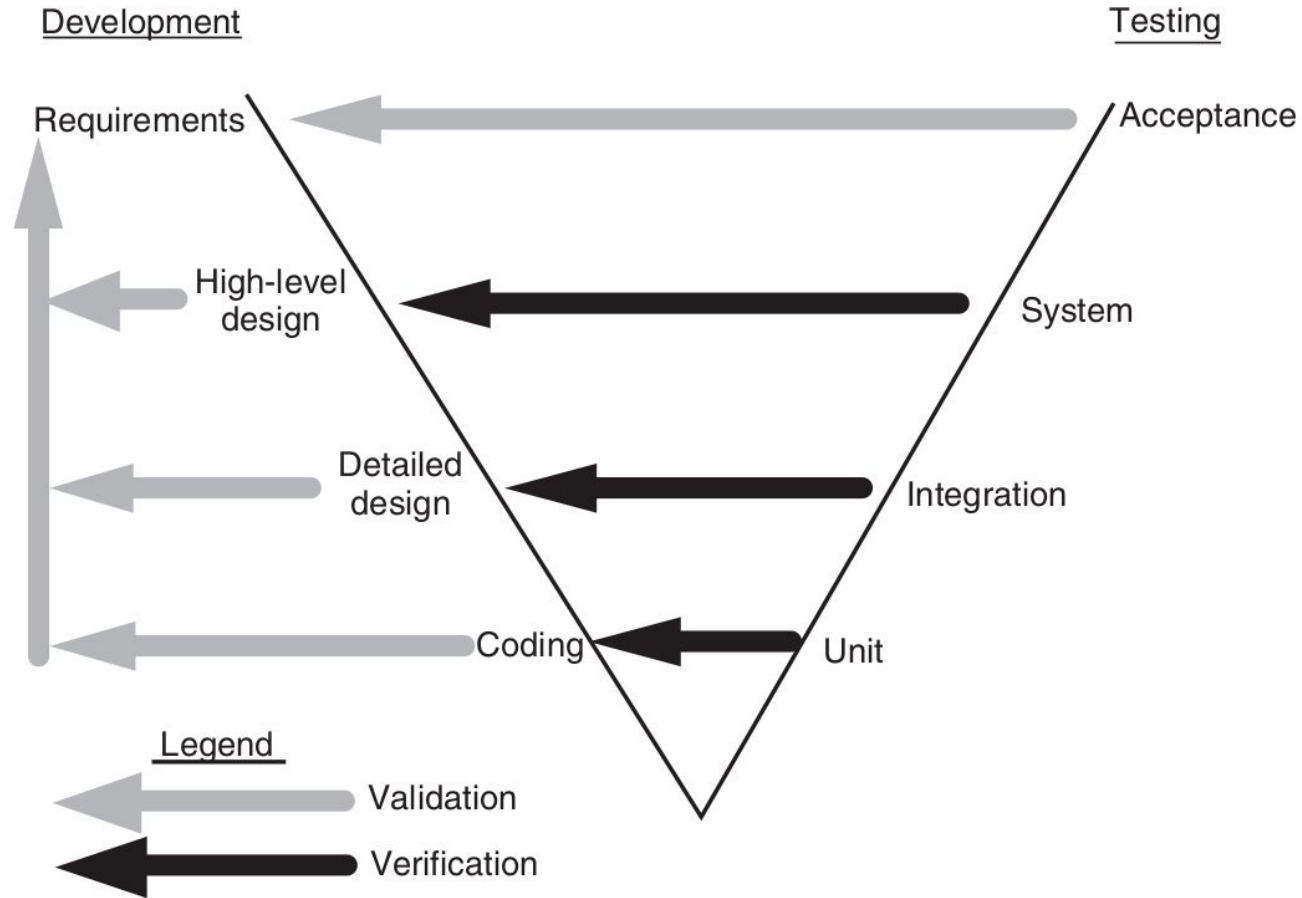 Development
Testing
Requirements
Acceptance
High-level
design
System
Detailed
design
Integration
Coding
Unit
Legend
Validation
Verification